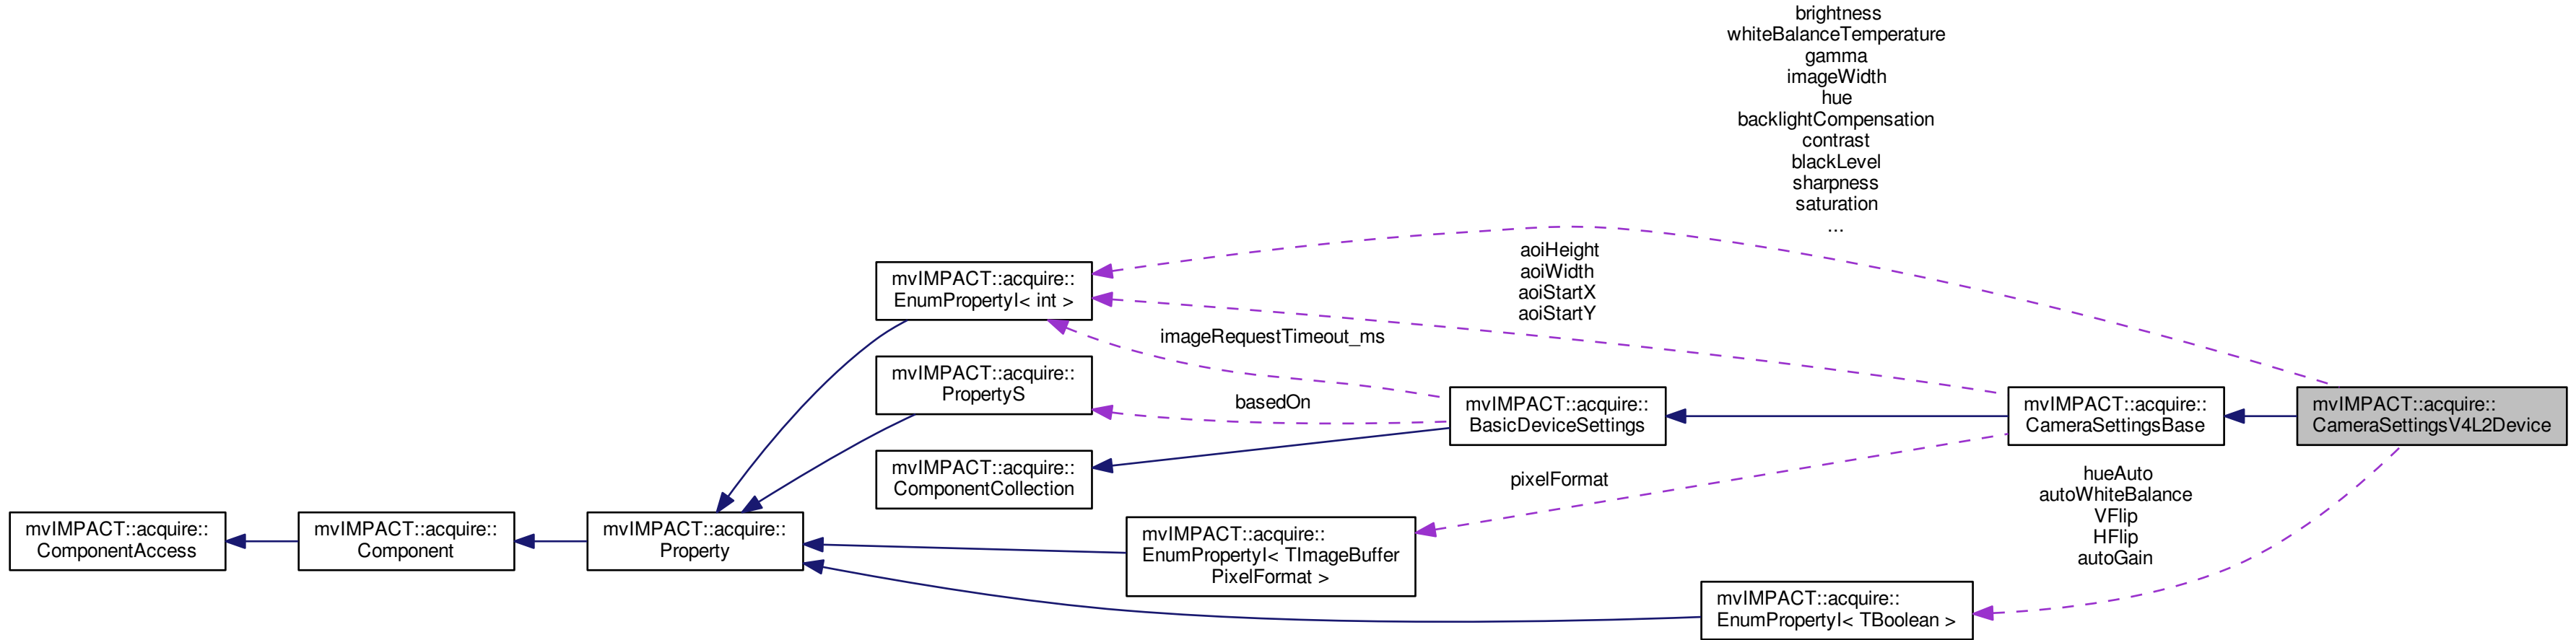 brightness
whiteBalanceTemperature
gamma
imageWidth
hue
backlightCompensation
contrast
blackLevel
sharpness
saturation
...
aoiHeight
aoiWidth
aoiStartX
aoiStartY
mvIMPACT::acquire::
EnumPropertyI< int >
imageRequestTimeout_ms
mvIMPACT::acquire::
PropertyS
basedOn
mvIMPACT::acquire::
BasicDeviceSettings
mvIMPACT::acquire::
CameraSettingsBase
mvIMPACT::acquire::
CameraSettingsV4L2Device
mvIMPACT::acquire::
ComponentCollection
pixelFormat
hueAuto
autoWhiteBalance
VFlip
HFlip
autoGain
mvIMPACT::acquire::
ComponentAccess
mvIMPACT::acquire::
Component
mvIMPACT::acquire::
Property
mvIMPACT::acquire::
EnumPropertyI< TImageBuffer
PixelFormat >
mvIMPACT::acquire::
EnumPropertyI< TBoolean >